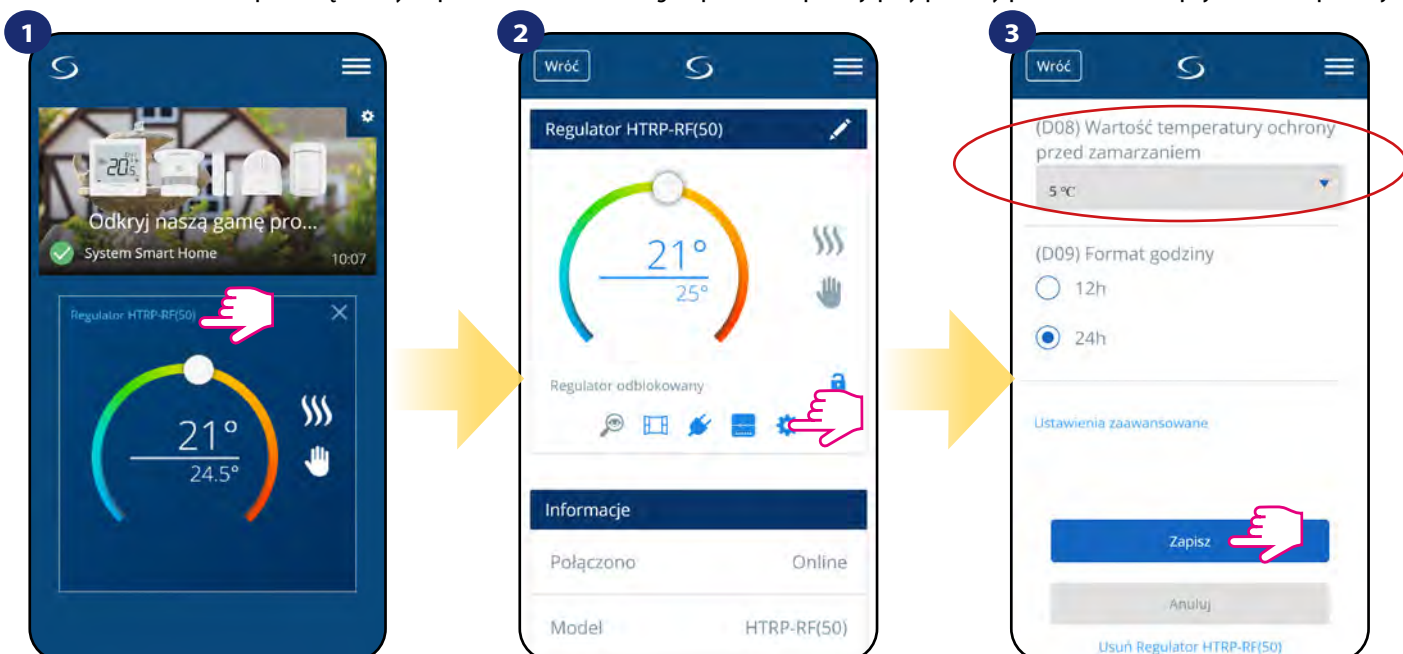 1
Odkryj naszą gamę pro...
System Smart Home
10:07
Regulator HTRP-RF(50)
21°
24.5°
2
Wróć
Regulator HTRP-RF(50)
21°
25°
Regulator odblokowany
Informacje
Połączono Online
Model HTRP-RF(50)
3
Wróć
(D08) Wartość temperatury ochrony
przed zamarzaniem
5 °C
(D09) Format godziny
12h
24h
Ustawienia zaawansowane
Zapisz
Anuluj
Usuń Regulator HTRP-RF(50)